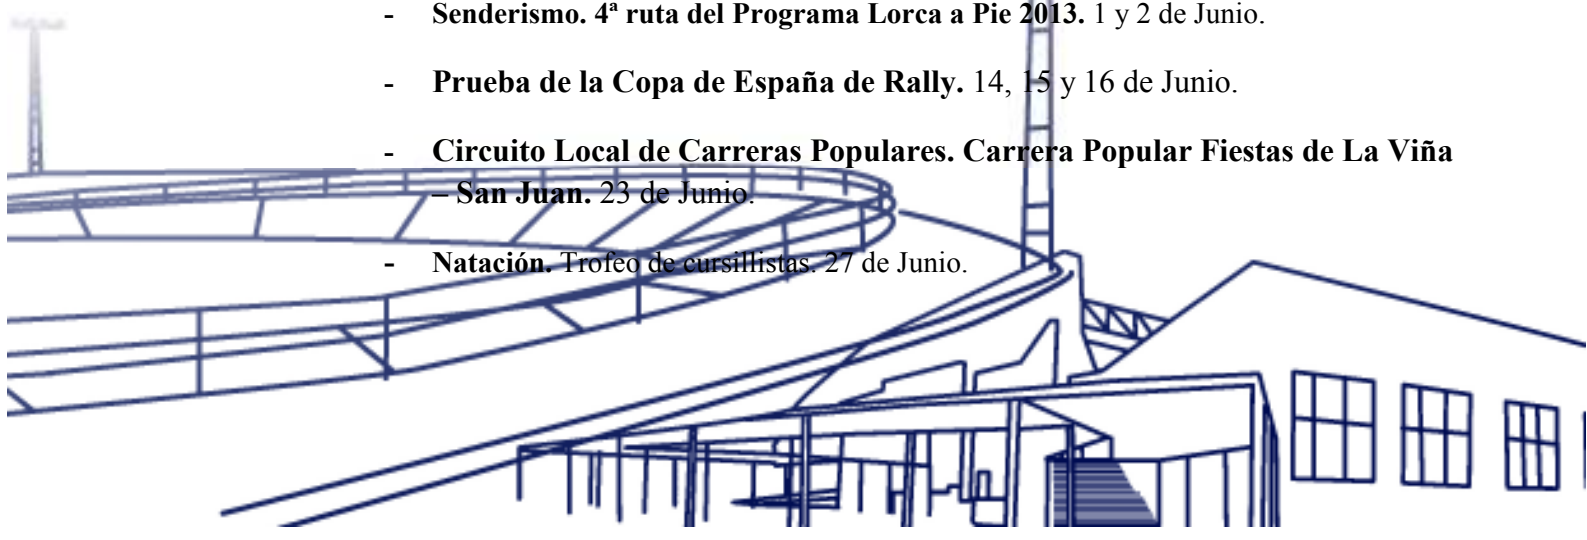 - Senderismo. 4ª ruta del Programa Lorca a Pie 2013. 1 y 2 de Junio.
- Prueba de la Copa de España de Rally. 14, 15 y 16 de Junio.
- Circuito Local de Carreras Populares. Carrera Popular Fiestas de La Viña
– San Juan. 23 de Junio.
- Natación. Trofeo de cursillistas. 27 de Junio.